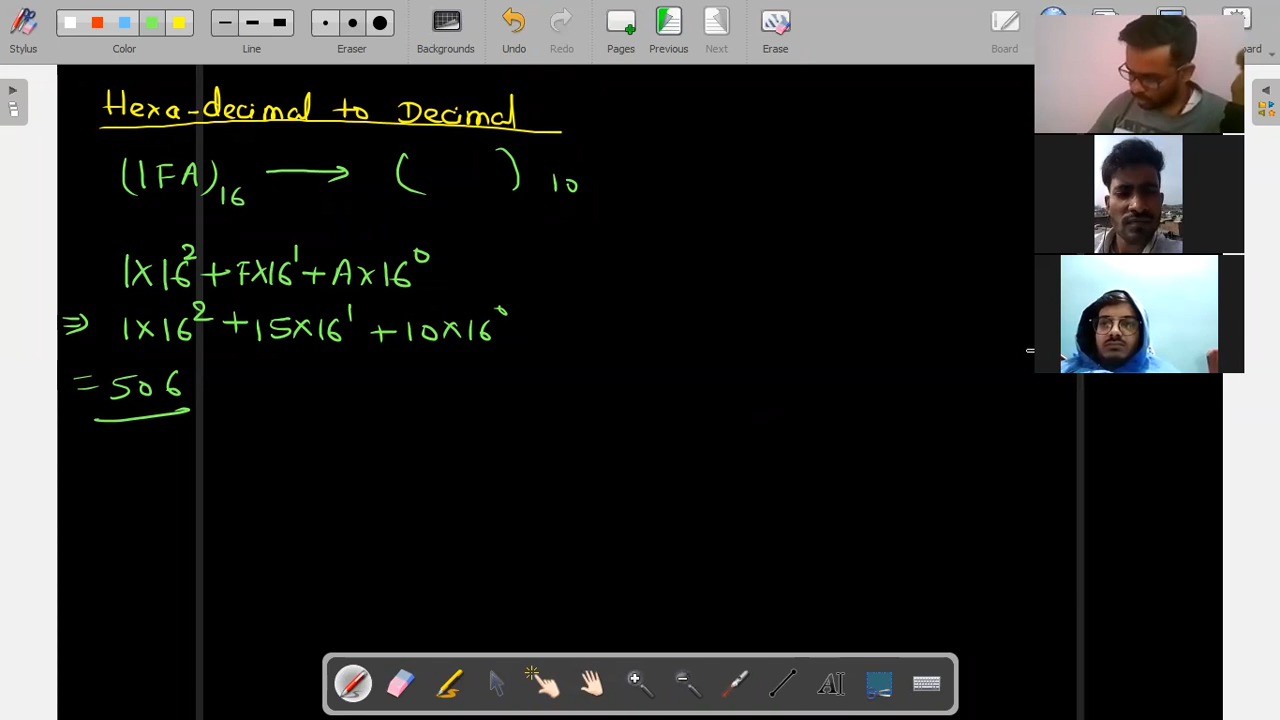 Stylus Color Line Eraser Backgrounds Undo Redo Pages Previous Next Erase Board
Hexa-decimal to Decimal
(1FA)₁₆ ⟶ ( )₁₀
1×16² + F×16¹ + A×16⁰
⇒ 1×16² + 15×16¹ + 10×16⁰
= 506